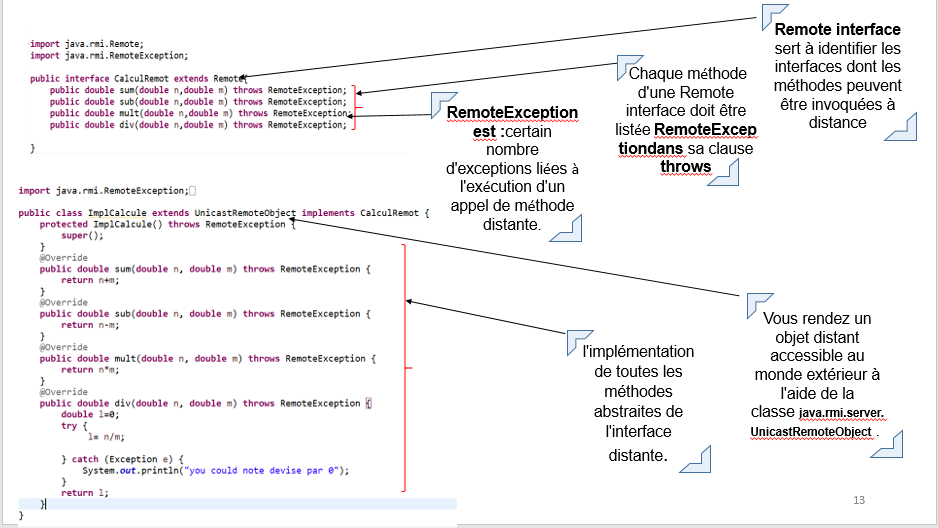 import java.rmi.Remote;
import java.rmi.RemoteException;
public interface CalculRemot extends Remote{
public double sum(double n,double m) throws RemoteException;
public double sub(double n,double m) throws RemoteException;
public double mult(double n,double m) throws RemoteException;
public double div(double n,double m) throws RemoteException;
}
Remote interface
sert à identifier les
interfaces dont les
méthodes peuvent
être invoquées à
distance
Chaque méthode
d'une Remote
interface doit être
listée RemoteExcep
tiondans sa clause
throws
RemoteException
est :certain
nombre
d'exceptions liées à
l'exécution d'un
appel de méthode
distante.
import java.rmi.RemoteException;
public class ImplCalcule extends UnicastRemoteObject implements CalculRemot {
protected ImplCalcule() throws RemoteException {
super();
}
@Override
public double sum(double n, double m) throws RemoteException {
return n+m;
}
@Override
public double sub(double n, double m) throws RemoteException {
return n-m;
}
@Override
public double mult(double n, double m) throws RemoteException {
return n*m;
}
@Override
public double div(double n, double m) throws RemoteException {
double l=0;
try {
l= n/m;
} catch (Exception e) {
System.out.println("you could note devise par 0");
}
return l;
}
}
l'implémentation
de toutes les
méthodes
abstraites de
l'interface
distante.
Vous rendez un
objet distant
accessible au
monde extérieur à
l'aide de la
classe java.rmi.server.
UnicastRemoteObject .
13